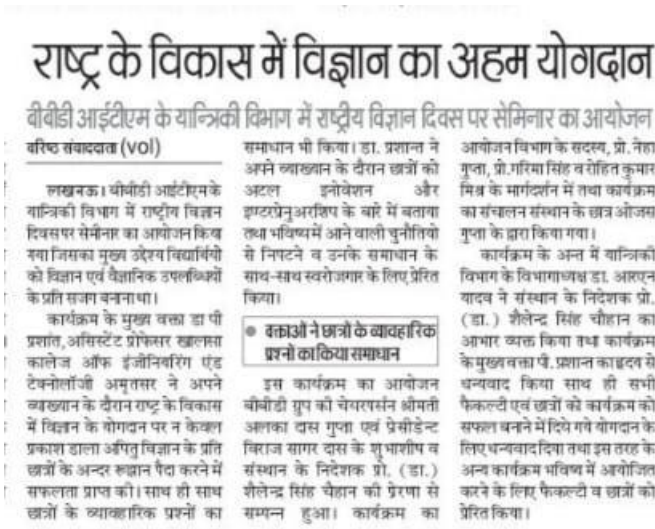 राष्ट्र के विकास में विज्ञान का अहम योगदान
बीबीडी आईटीएम के यान्त्रिकी विभाग में राष्ट्रीय विज्ञान दिवस पर सेमिनार का आयोजन
वरिष्ठ संवाददाता (vol)
लखनऊ। बीबीडी आईटीएम के
यान्त्रिकी विभाग में राष्ट्रीय विज्ञान
दिवस पर सेमीनार का आयोजन किया
गया जिसका मुख्य उद्देश्य विद्यार्थियों
को विज्ञान एवं वैज्ञानिक उपलब्धियों
के प्रति सजग बनाना था।
कार्यक्रम के मुख्य वक्ता डा पी
प्रशांत, असिस्टेंट प्रोफेसर खालसा
कालेज ऑफ इंजीनियरिंग एंड
टैक्नोलॉजी अमृतसर ने अपने
व्याख्यान के दौरान राष्ट्र के विकास
में विज्ञान के योगदान पर न केवल
प्रकाश डाला अपितु विज्ञान के प्रति
छात्रों के अन्दर रूझान पैदा करने में
सफलता प्राप्त की। साथ ही साथ
छात्रों के व्यावहारिक प्रश्नों का
समाधान भी किया। डा. प्रशान्त ने
अपने व्याख्यान के दौरान छात्रों को
अटल इनोवेशन और
इण्टरप्रेनुअरशिप के बारे में बताया
तथा भविष्य में आने वाली चुनौतियो
से निपटने व उनके समाधान के
साथ-साथ स्वरोजगार के लिए प्रेरित
किया।
● वक्ताओं ने छात्रों के व्यावहारिक
प्रश्नों का किया समाधान
इस कार्यक्रम का आयोजन
बीबीडी ग्रुप की चेयरपर्सन श्रीमती
अलका दास गुप्ता एवं प्रेसीडेन्ट
विराज सागर दास के शुभाशीष व
संस्थान के निदेशक प्रो. (डा.)
शैलेन्द्र सिंह चैहान की प्रेरणा से
सम्पन्न हुआ। कार्यक्रम का
आयोजन विभाग के सदस्य, प्रो. नेहा
गुप्ता, प्रो.गरिमा सिंह व रोहित कुमार
मिश्र के मार्गदर्शन में तथा कार्यक्रम
का संचालन संस्थान के छात्र ओजस
गुप्ता के द्वारा किया गया।
कार्यक्रम के अन्त में यान्त्रिकी
विभाग के विभागाध्यक्ष डा. आरएन
यादव ने संस्थान के निदेशक प्रो.
(डा.) शैलेन्द्र सिंह चौहान का
आभार व्यक्त किया तथा कार्यक्रम
के मुख्य वक्ता पी. प्रशान्त का ह्रदय से
धन्यवाद किया साथ ही सभी
फैकल्टी एवं छात्रों को कार्यक्रम को
सफल बनाने में दिये गये योगदान के
लिए धन्यवाद दिया तथा इस तरह के
अन्य कार्यक्रम भविष्य में आयोजित
करने के लिए फैकल्टी व छात्रों को
प्रेरित किया।